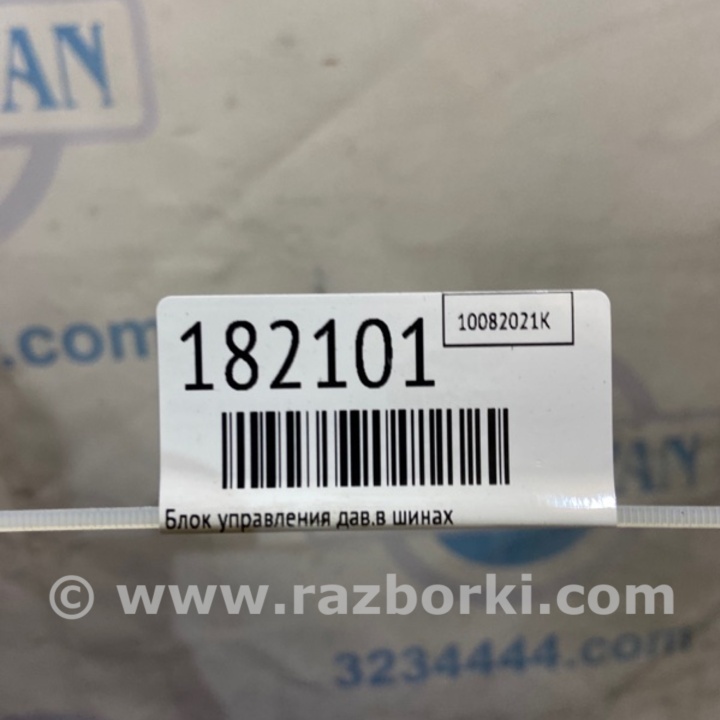 AN
.com
182101
10082021K
Блок управления дав.в шинах
© www.razborki.com
3234444.com